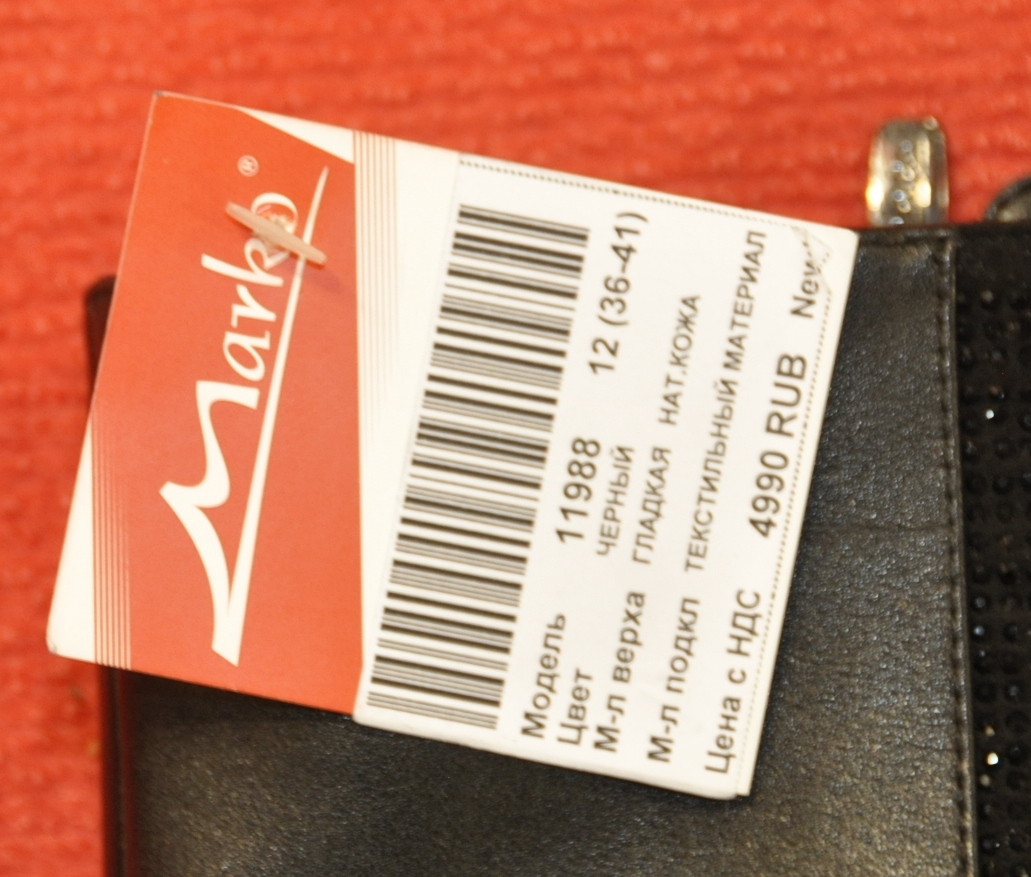 Marko®
Модель 11988 12 (36-41)
Цвет ЧЕРНЫЙ
М-л верха ГЛАДКАЯ НАТ.КОЖА
М-л подкл ТЕКСТИЛЬНЫЙ МАТЕРИАЛ
Цена с НДС 4990 RUB New